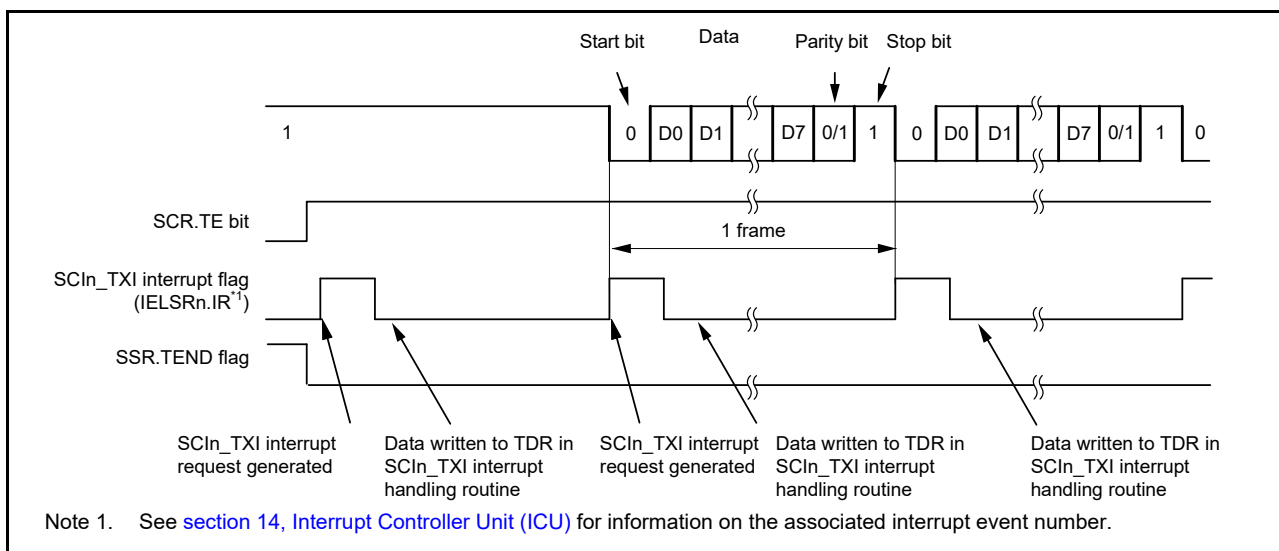 Start bit Data Parity bit Stop bit
1 0 D0 D1 D7 0/1 1 0 D0 D1 D7 0/1 1 0
SCR.TE bit
1 frame
SCIn_TXI interrupt flag
(IELSRn.IR*1)
SSR.TEND flag
SCIn_TXI interrupt
request generated
Data written to TDR in
SCIn_TXI interrupt
handling routine
SCIn_TXI interrupt
request generated
Data written to TDR in
SCIn_TXI interrupt
handling routine
Data written to TDR in
SCIn_TXI interrupt
handling routine
Note 1. See section 14, Interrupt Controller Unit (ICU) for information on the associated interrupt event number.